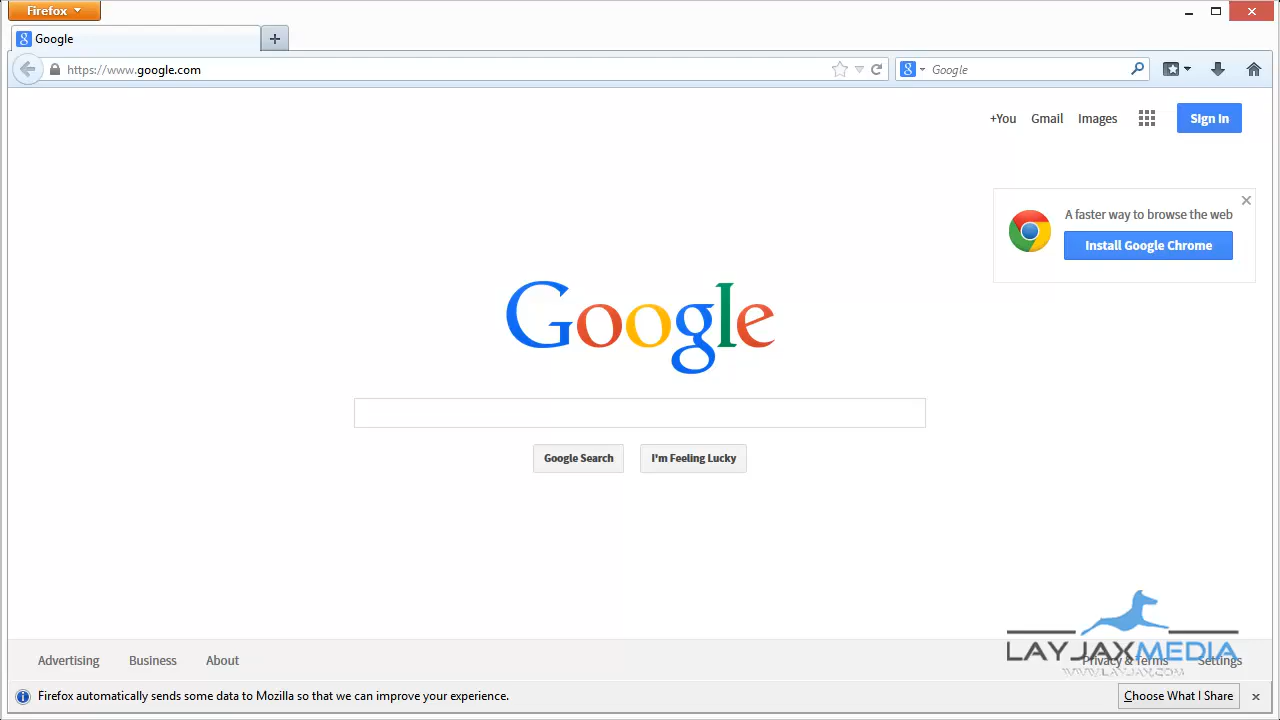 Firefox
Google
https://www.google.com
Google
+You Gmail Images Sign In
A faster way to browse the web
Install Google Chrome
Google
Google Search I'm Feeling Lucky
LAYJAXMEDIA
Advertising Business About Privacy & Terms Settings
WWW.LAYJAX.COM
Firefox automatically sends some data to Mozilla so that we can improve your experience. Choose What I Share